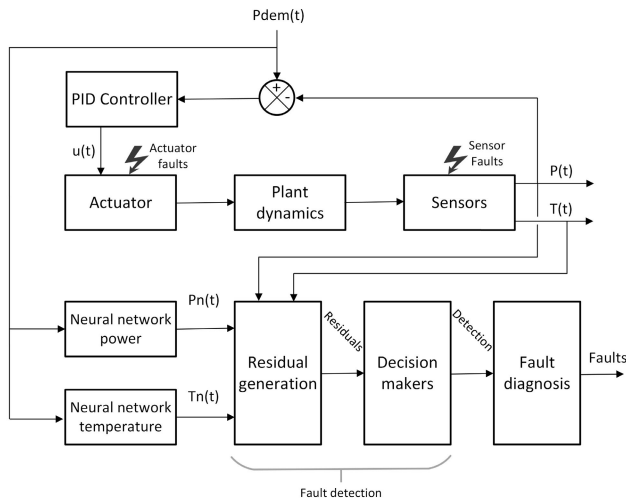 Pdem(t)
+
-
PID Controller
u(t)
Actuator
faults
Sensor
Faults
Actuator
Plant
dynamics
Sensors
P(t)
T(t)
Neural network
power
Pn(t)
Residual
generation
Residuals
Decision
makers
Detection
Fault
diagnosis
Faults
Neural network
temperature
Tn(t)
Fault detection